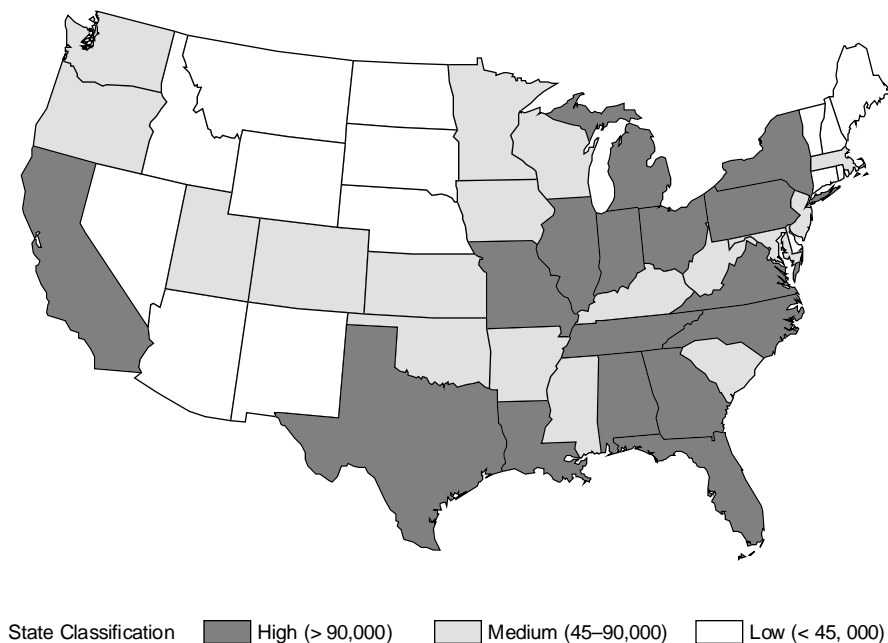 State Classification High (> 90,000) Medium (45–90,000) Low (< 45, 000)